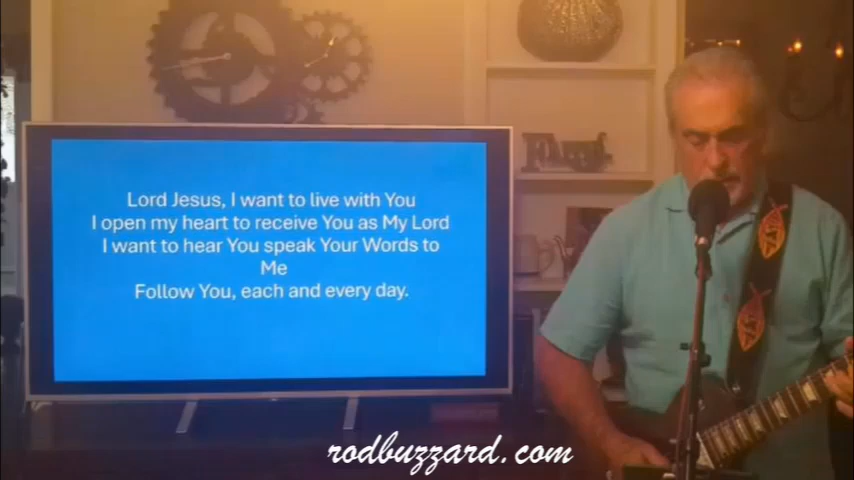 Lord Jesus, I want to live with You
I open my heart to receive You as My Lord
I want to hear You speak Your Words to
Me
Follow You, each and every day.
Family
rodbuzzard.com